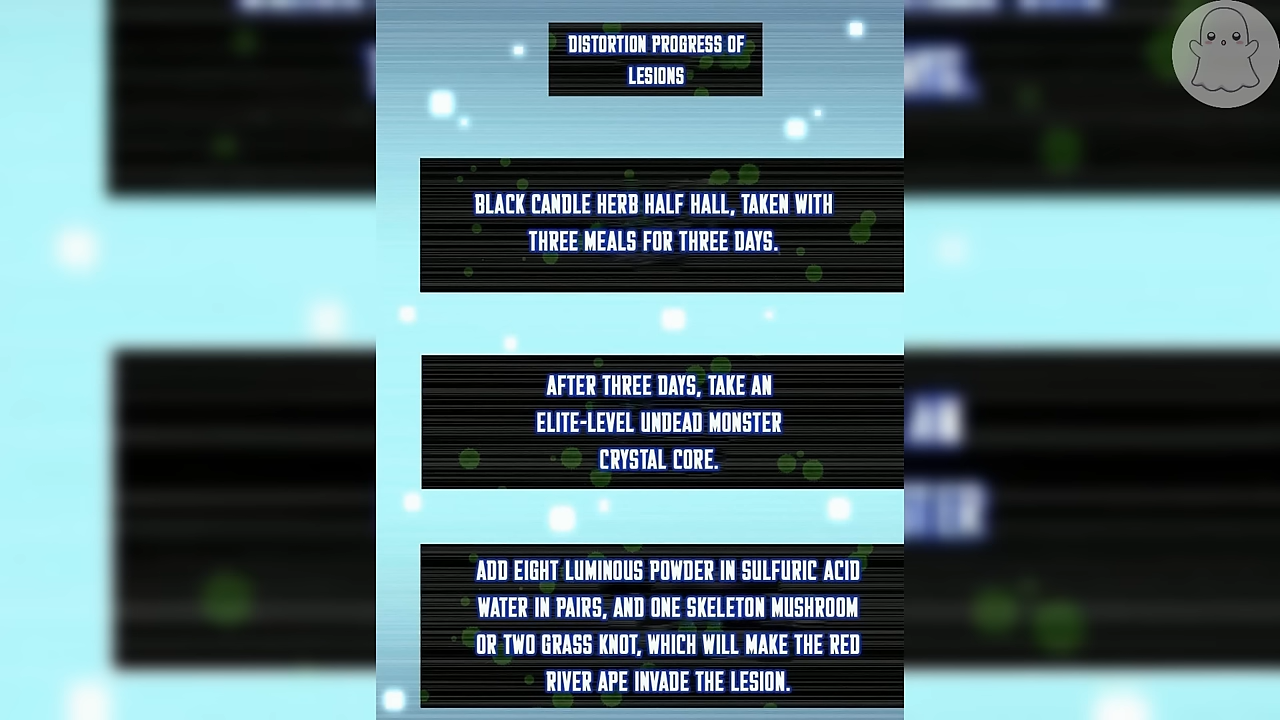 DISTORTION PROGRESS OF
LESIONS
BLACK CANDLE HERB HALF HALL, TAKEN WITH
THREE MEALS FOR THREE DAYS.
AFTER THREE DAYS, TAKE AN
ELITE-LEVEL UNDEAD MONSTER
CRYSTAL CORE.
ADD EIGHT LUMINOUS POWDER IN SULFURIC ACID
WATER IN PAIRS, AND ONE SKELETON MUSHROOM
OR TWO GRASS KNOT, WHICH WILL MAKE THE RED
RIVER APE INVADE THE LESION.